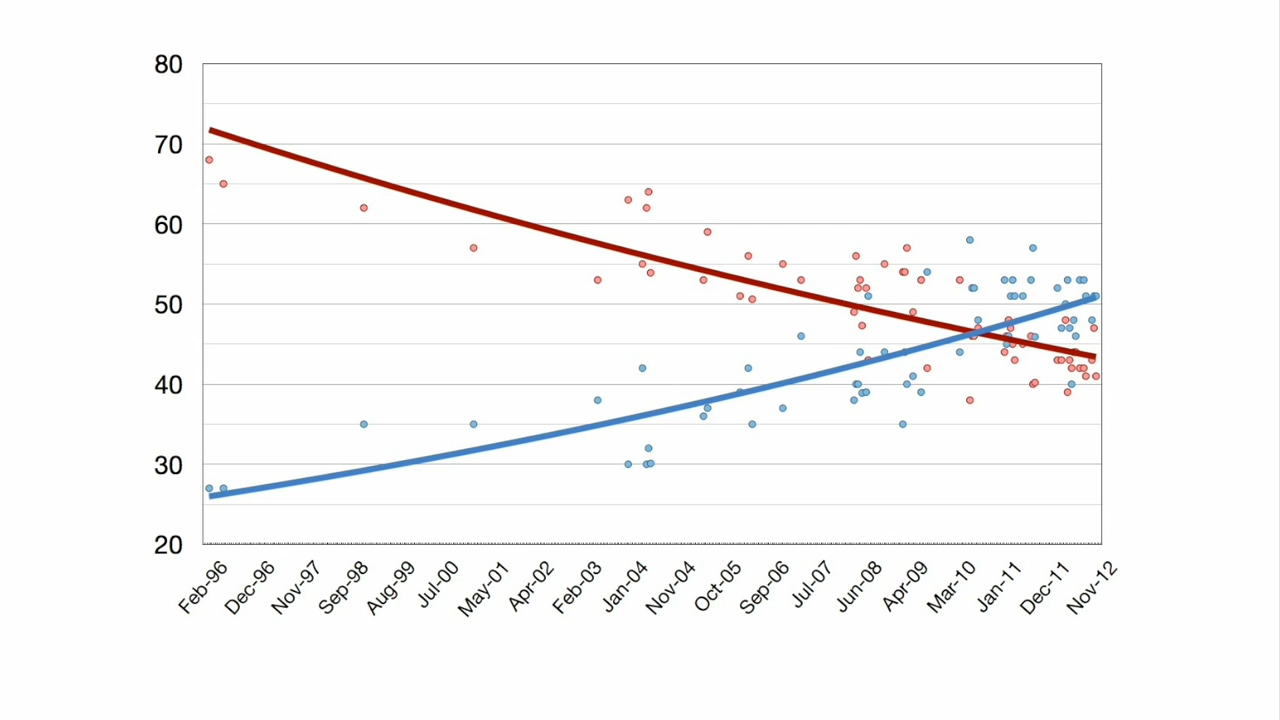 80
70
60
50
40
30
20
Feb-96
Dec-96
Nov-97
Sep-98
Aug-99
Jul-00
May-01
Apr-02
Feb-03
Jan-04
Nov-04
Oct-05
Sep-06
Jul-07
Jun-08
Apr-09
Mar-10
Jan-11
Dec-11
Nov-12